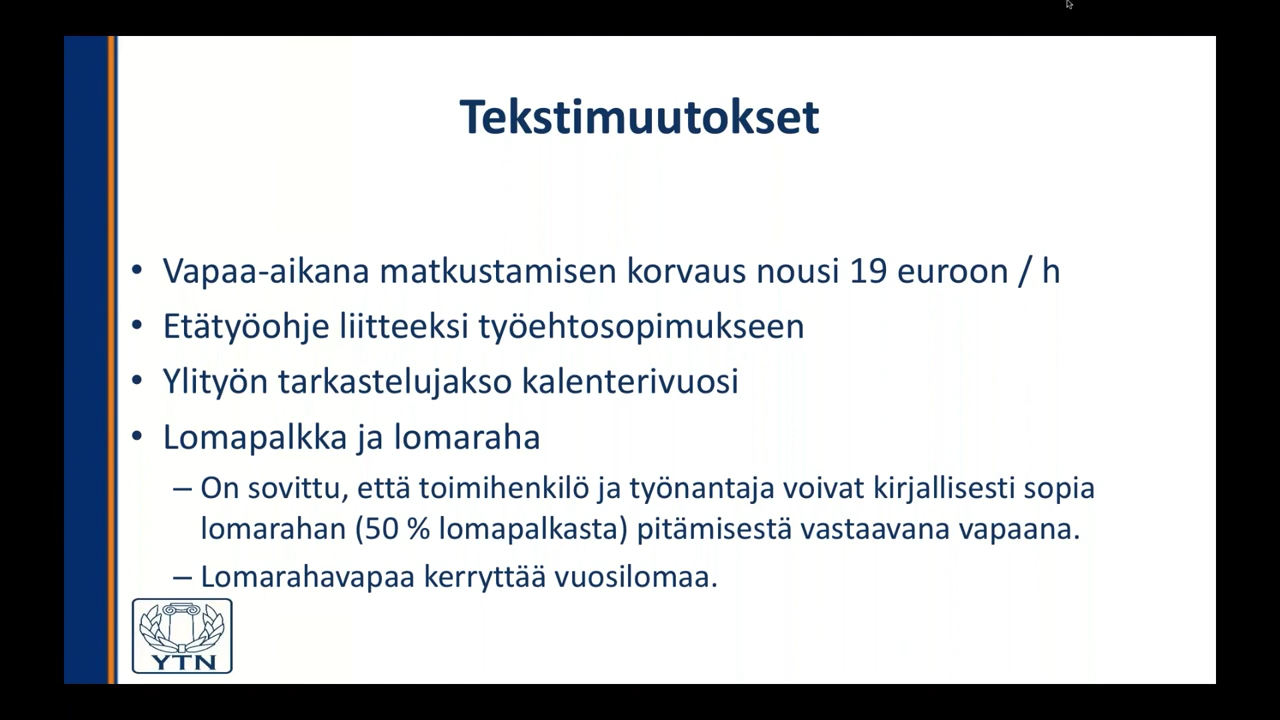 Tekstimuutokset
• Vapaa-aikana matkustamisen korvaus nousi 19 euroon / h
• Etätyöohje liitteeksi työehtosopimukseen
• Ylityön tarkastelujakso kalenterivuosi
• Lomapalkka ja lomaraha
– On sovittu, että toimihenkilö ja työnantaja voivat kirjallisesti sopia
lomarahan (50 % lomapalkasta) pitämisestä vastaavana vapaana.
– Lomarahavapaa kerryttää vuosilomaa.
YTN